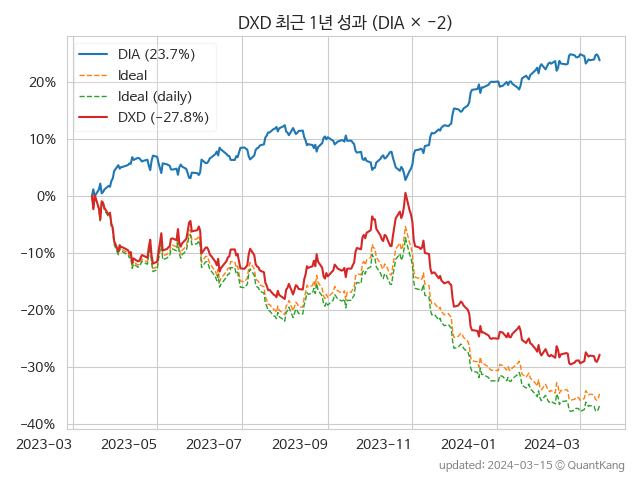 DXD 최근 1년 성과 (DIA × −2)
DIA (23.7%)
Ideal
Ideal (daily)
DXD (−27.8%)
20%
10%
0%
−10%
−20%
−30%
−40%
2023-03 2023-05 2023-07 2023-09 2023-11 2024-01 2024-03
updated: 2024-03-15 © QuantKang